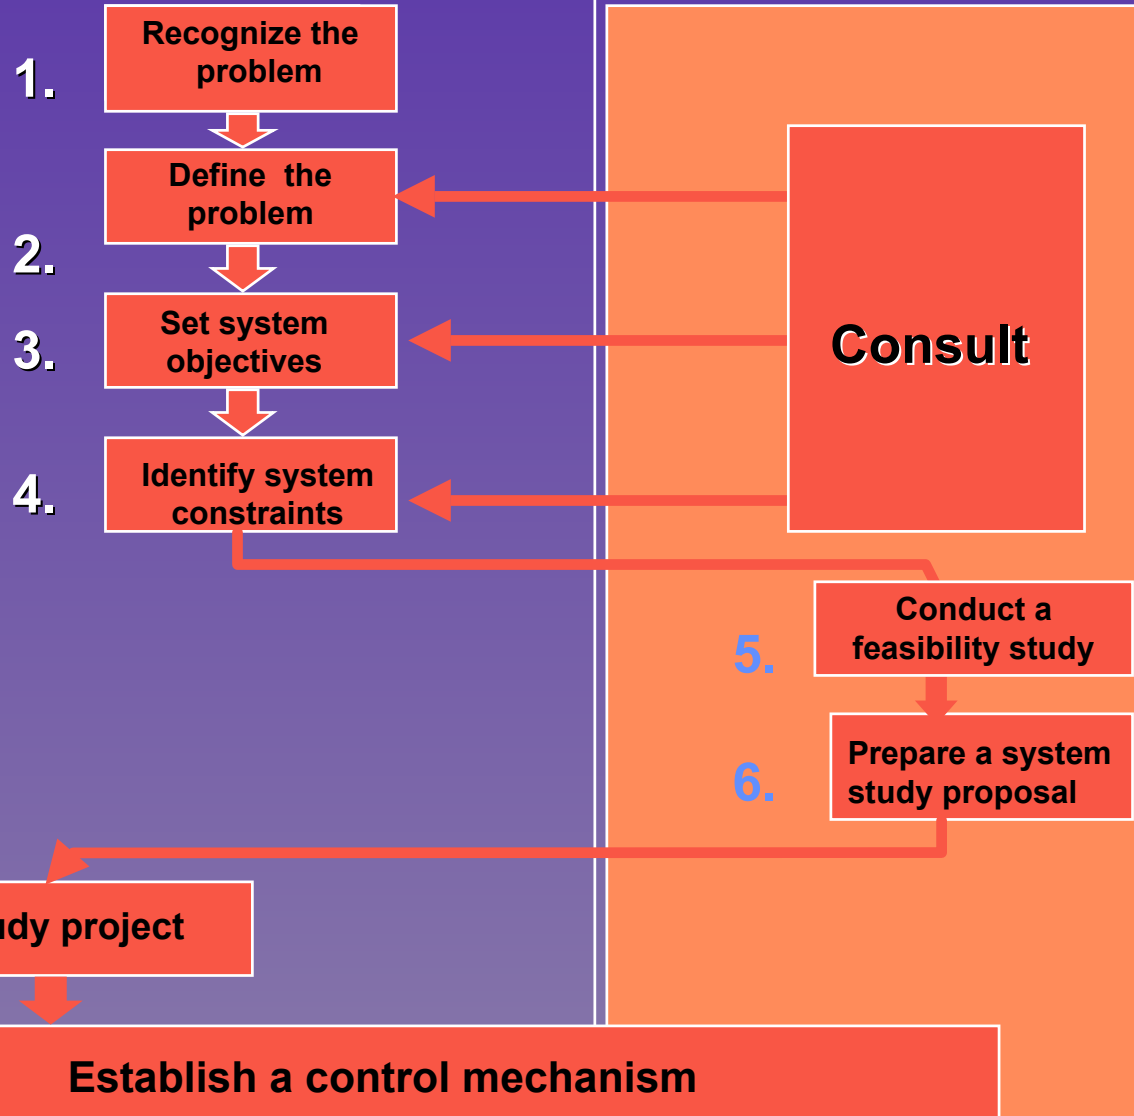 1.
Recognize the
problem
Define the
problem
2.
3.
Set system
objectives
Consult
4.
Identify system
constraints
5.
Conduct a
feasibility study
6.
Prepare a system
study proposal
project
Establish a control mechanism